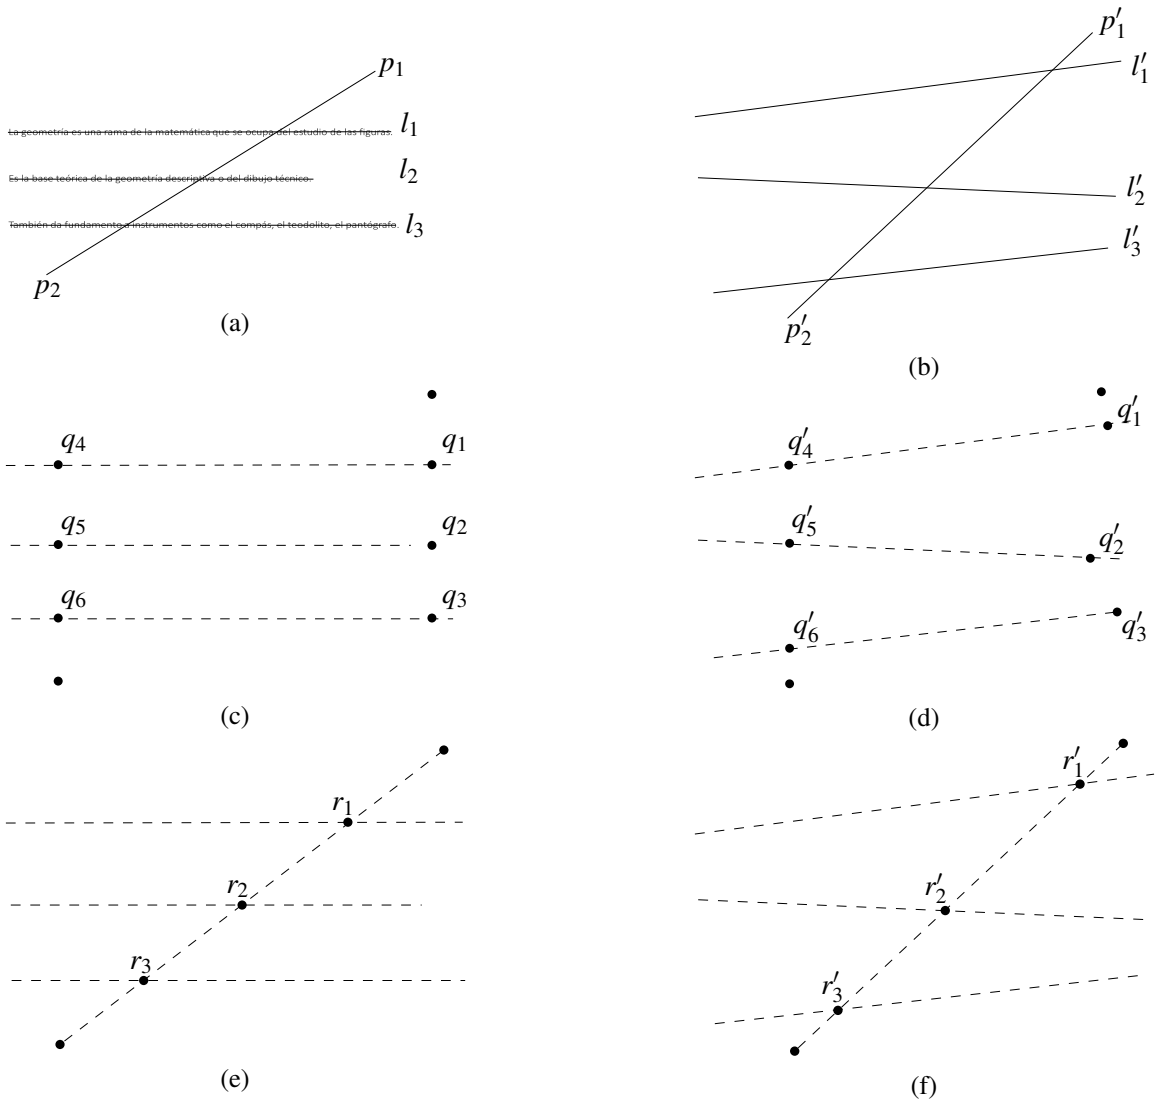 p₁
La geometría es una rama de la matemática que se ocupa del estudio de las figuras. l₁
Es la base teórica de la geometría descriptiva o del dibujo técnico. l₂
También da fundamento a instrumentos como el compás, el teodolito, el pantógrafo. l₃
p₂
(a)
p′₁
l′₁
l′₂
l′₃
p′₂
(b)
q₄ q₁
q₅ q₂
q₆ q₃
(c)
q′₄ q′₁
q′₅ q′₂
q′₆ q′₃
(d)
r₁
r₂
r₃
(e)
r′₁
r′₂
r′₃
(f)